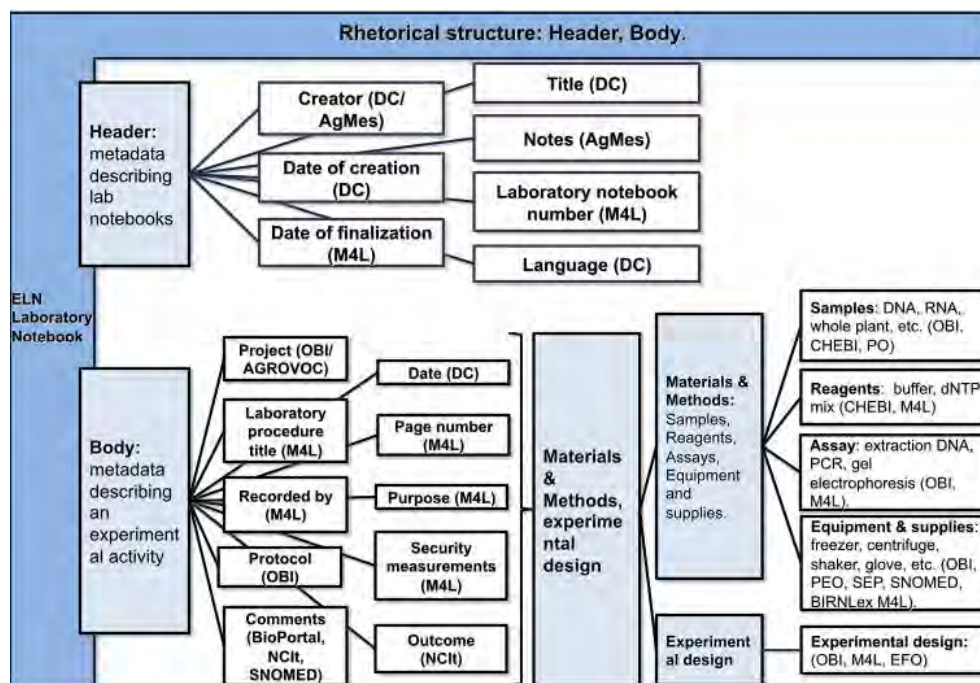 Rhetorical structure: Header, Body.
ELN
Laboratory
Notebook
Header:
metadata
describing
lab
notebooks
Creator (DC/
AgMes)
Date of creation
(DC)
Date of finalization
(M4L)
Title (DC)
Notes (AgMes)
Laboratory notebook
number (M4L)
Language (DC)
Body:
metadata
describing
an
experiment
al activity
Project (OBI/
AGROVOC)
Laboratory
procedure
title (M4L)
Recorded by
(M4L)
Protocol
(OBI)
Comments
(BioPortal,
NCIt,
SNOMED)
Date (DC)
Page number
(M4L)
Purpose (M4L)
Security
measurements
(M4L)
Outcome
(NCIt)
Materials
&
Methods,
experime
ntal
design
Materials &
Methods:
Samples,
Reagents,
Assays,
Equipment
and
supplies.
Experiment
al design
Samples: DNA, RNA,
whole plant, etc. (OBI,
CHEBI, PO)
Reagents: buffer, dNTP
mix (CHEBI, M4L)
Assay: extraction DNA,
PCR, gel
electrophoresis (OBI,
M4L).
Equipment & supplies:
freezer, centrifuge,
shaker, glove, etc. (OBI,
PEO, SEP, SNOMED,
BIRNLex M4L).
Experimental design:
(OBI, M4L, EFO)